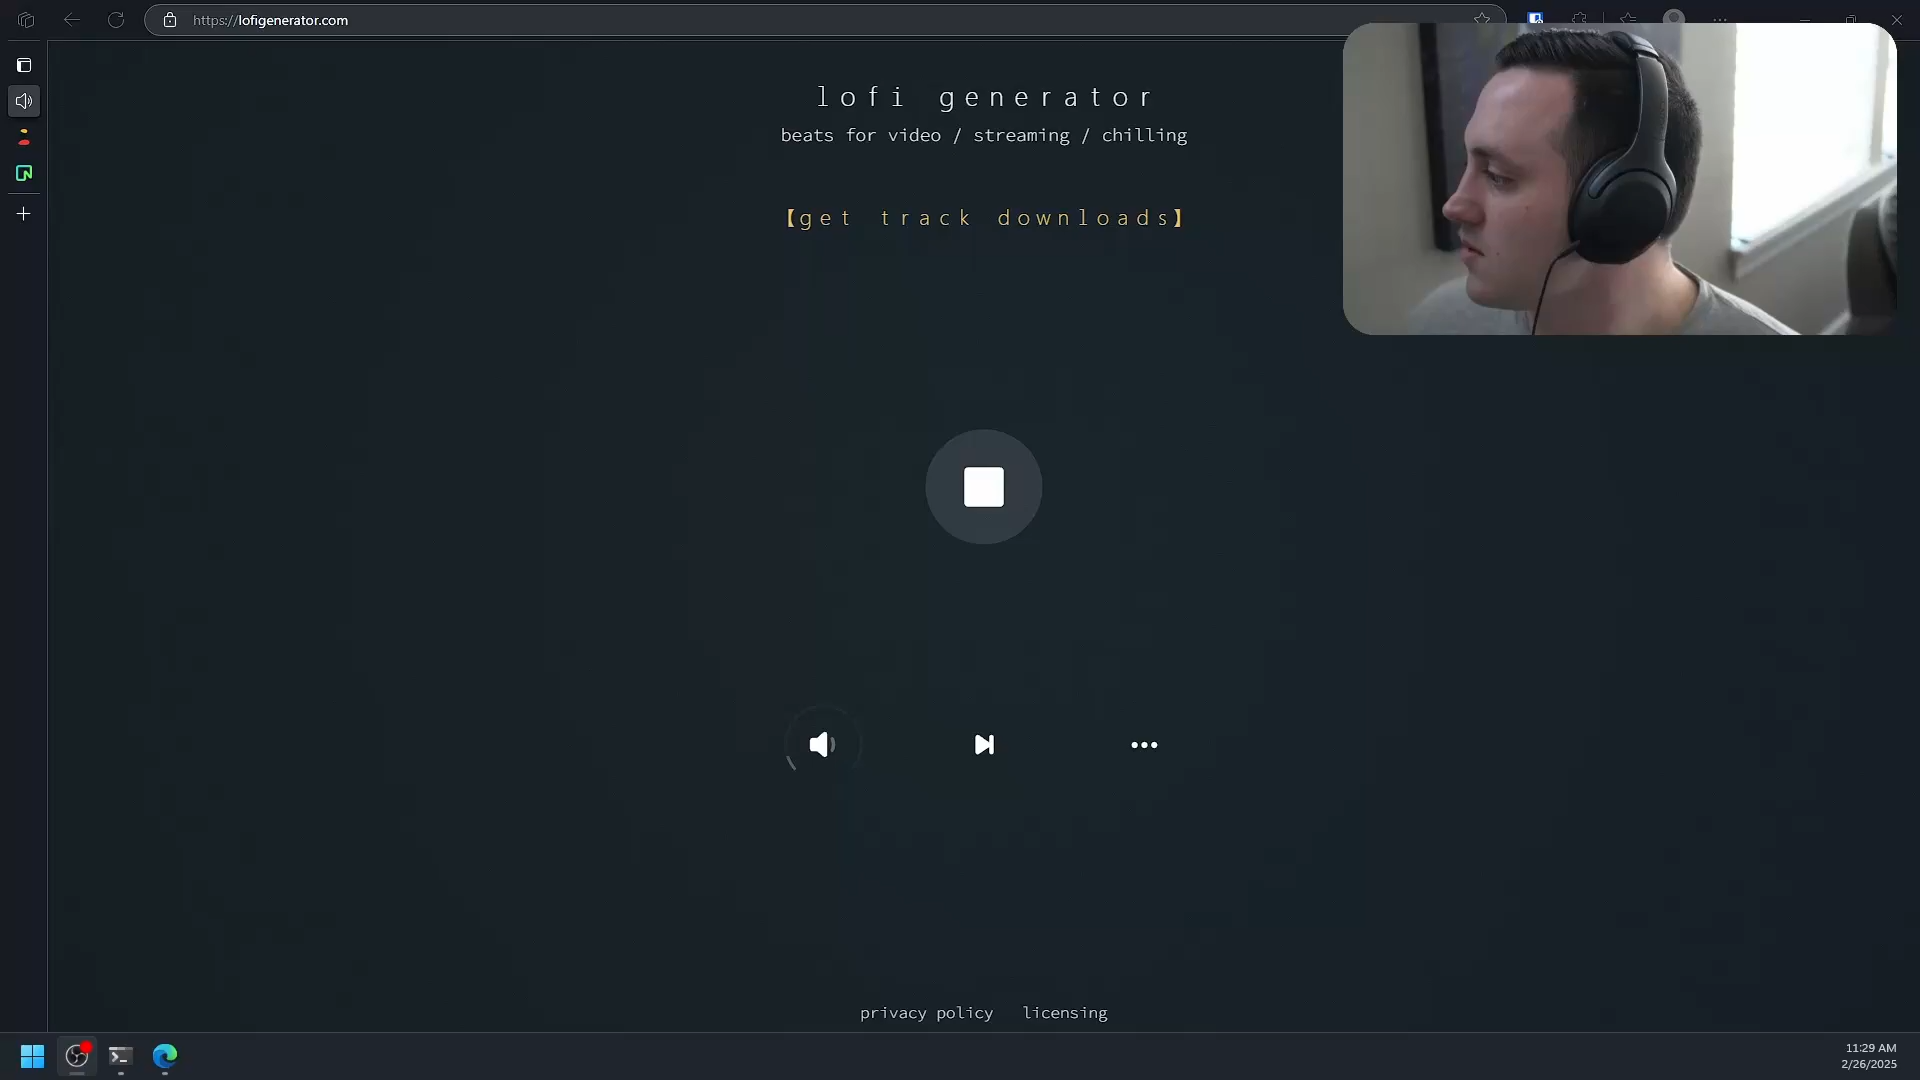 https://lofigenerator.com
lofi generator
beats for video / streaming / chilling
【get track downloads】
privacy policy licensing
11:29 AM
2/26/2025